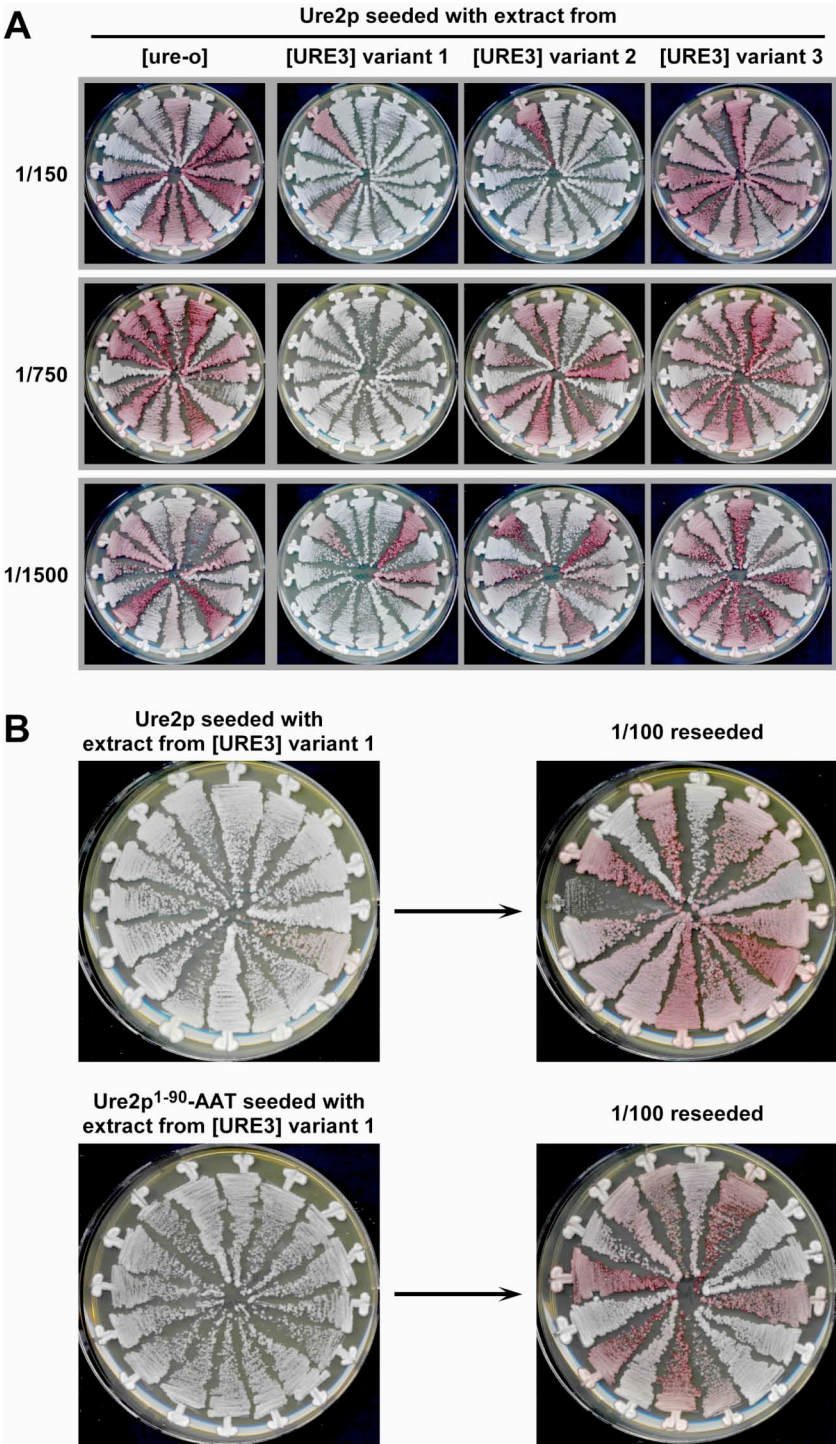 A
Ure2p seeded with extract from
[ure-o] [URE3] variant 1 [URE3] variant 2 [URE3] variant 3
1/150
1/750
1/1500
B
Ure2p seeded with
extract from [URE3] variant 1
1/100 reseeded
Ure2p1-90-AAT seeded with
extract from [URE3] variant 1
1/100 reseeded